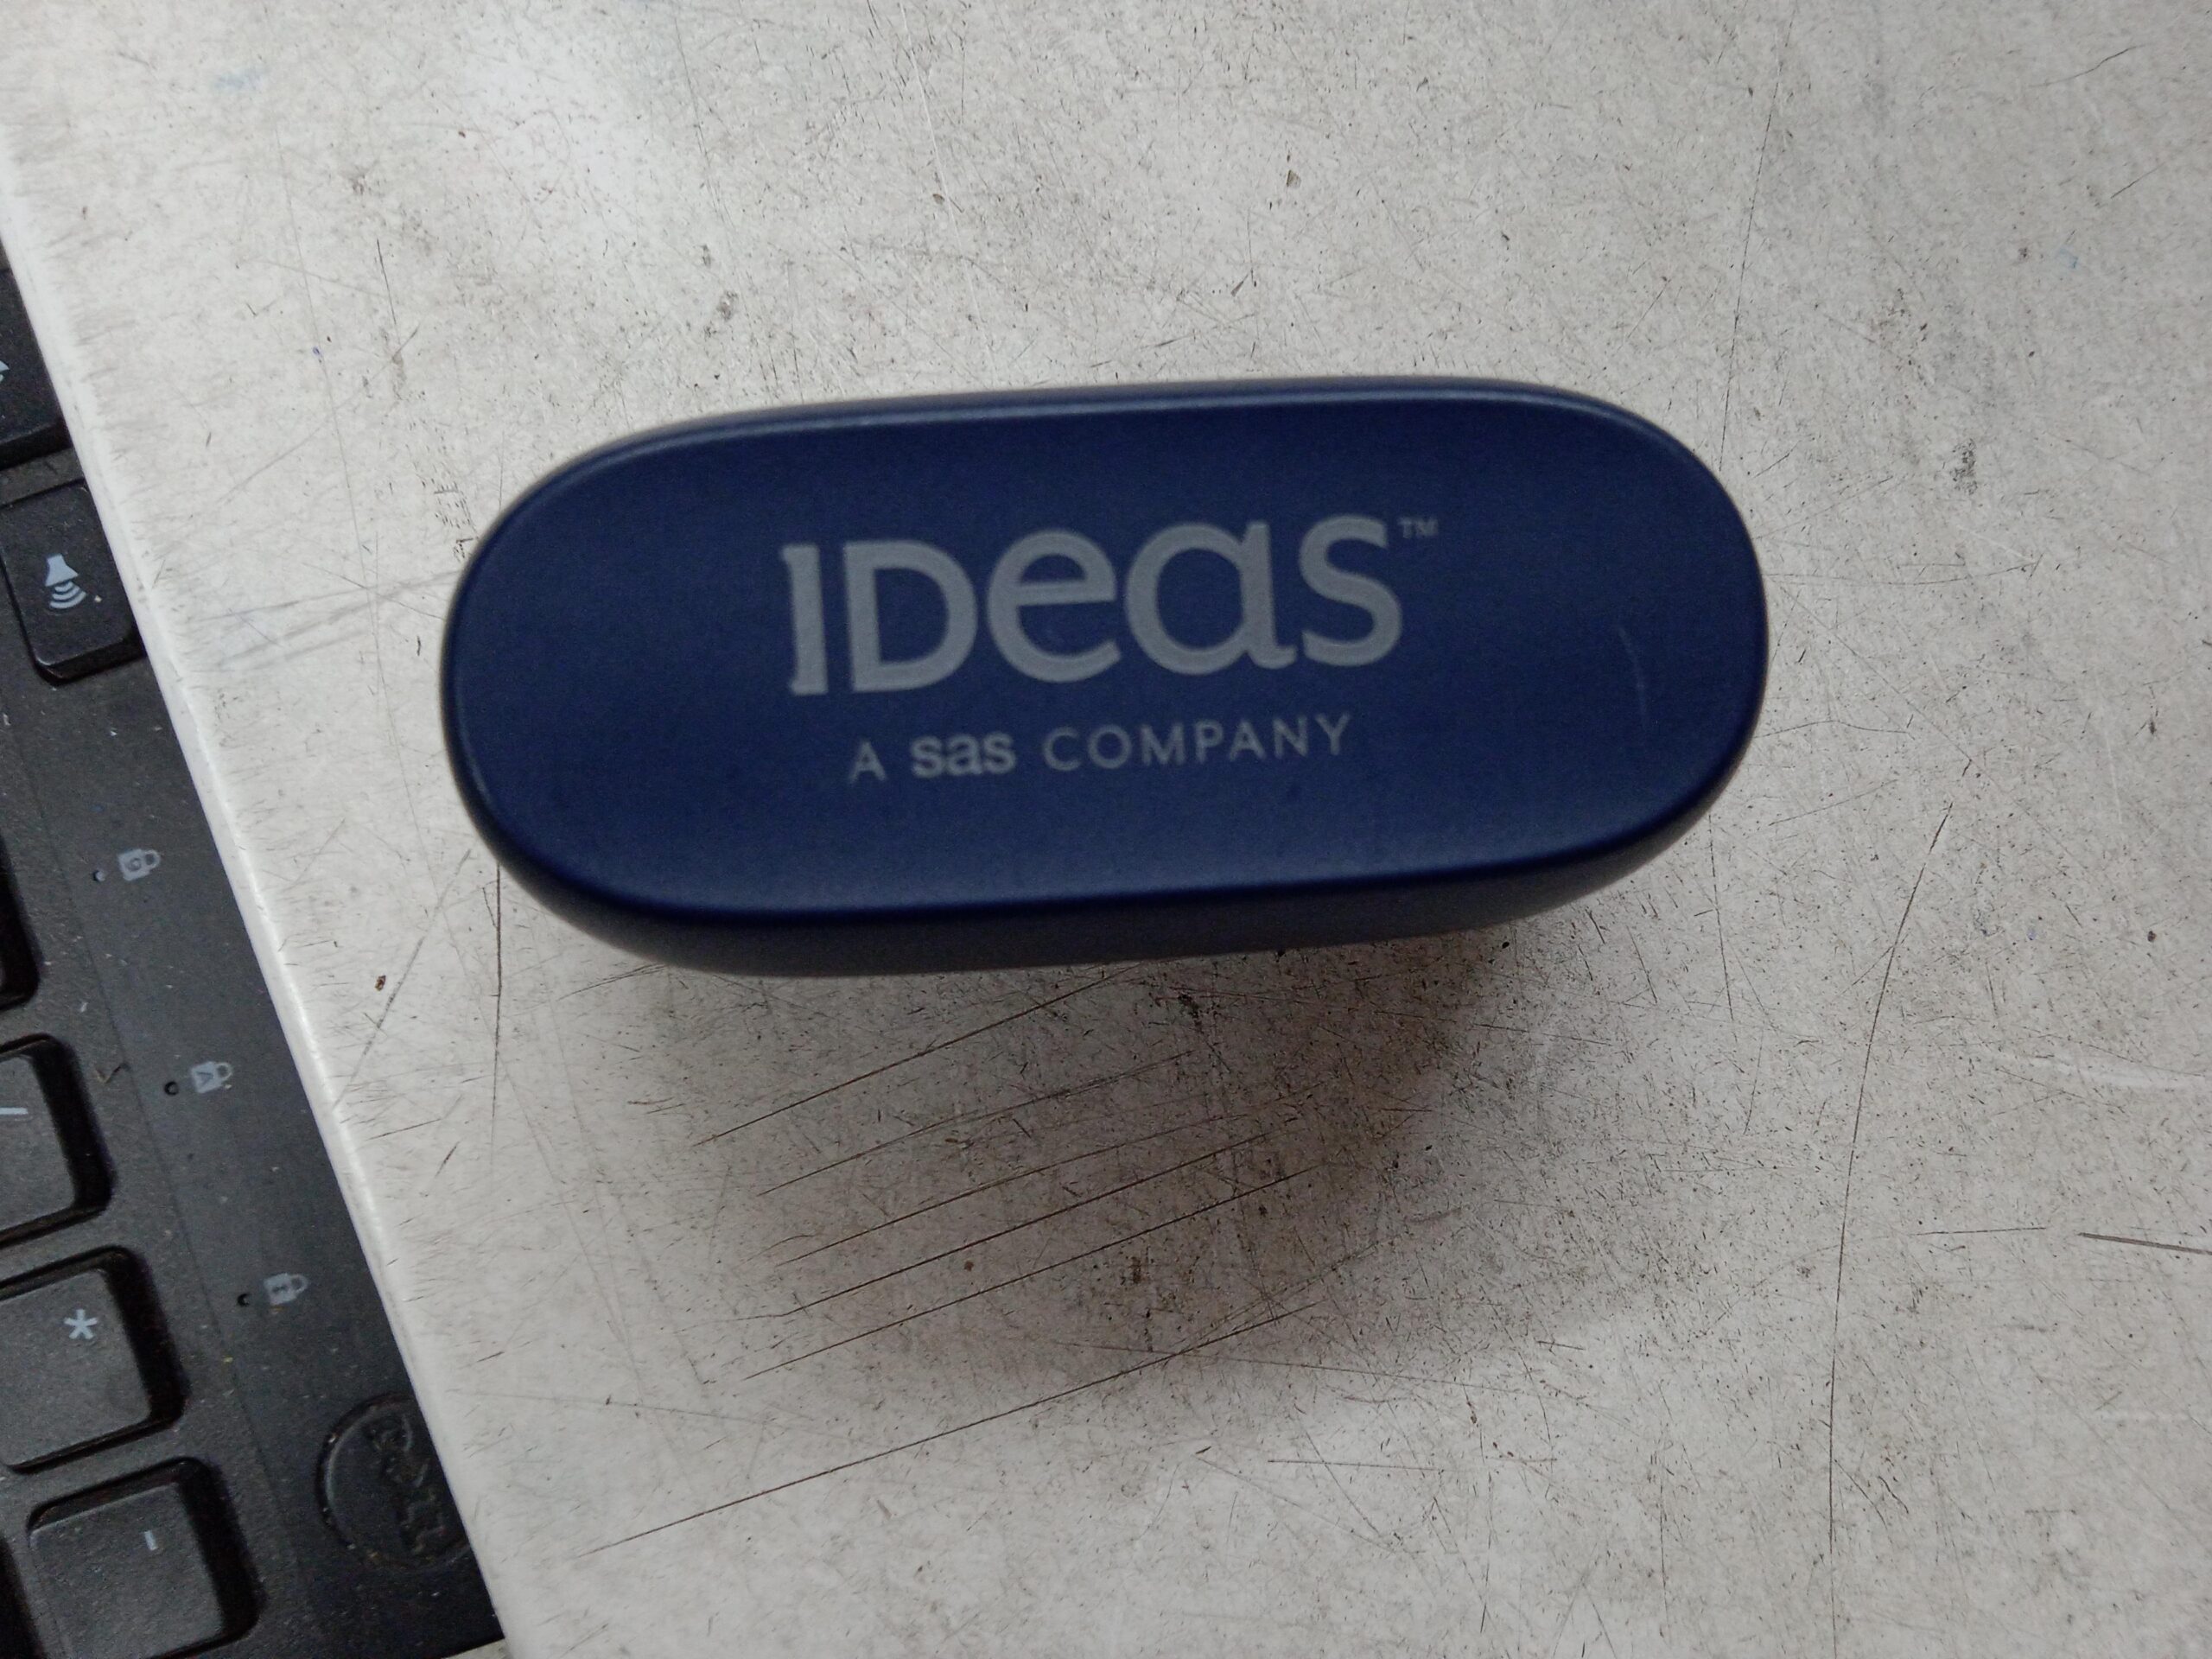 IDeaS™
A sas COMPANY
*
-